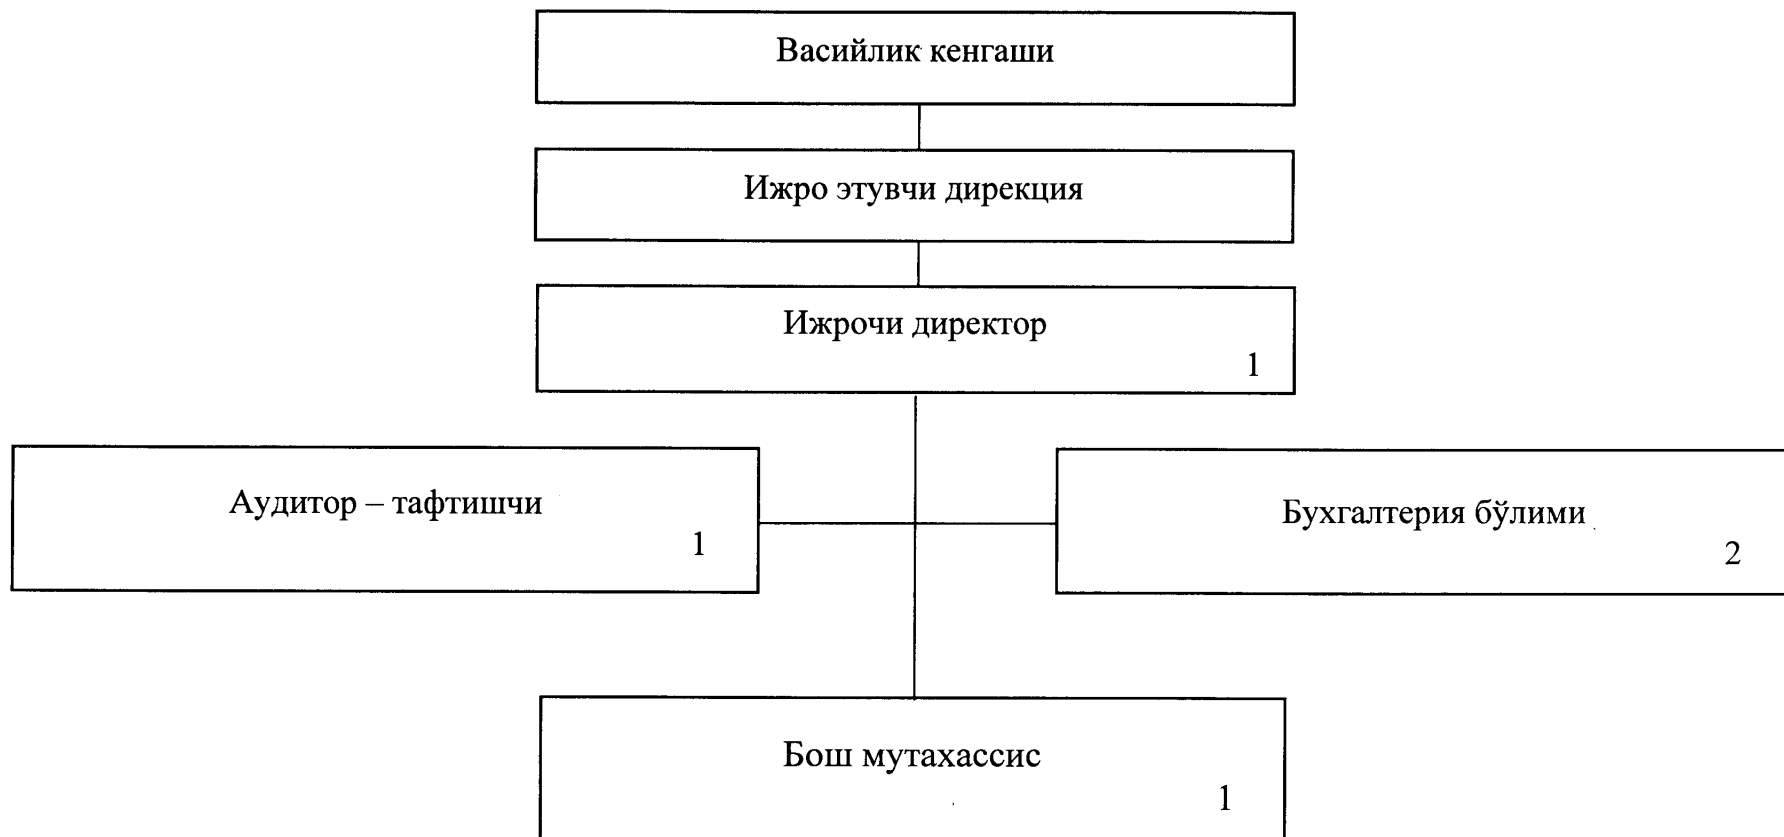 Васийлик кенгаши
Ижро этувчи дирекция
Ижрочи директор
1
Аудитор – тафтишчи
1
Бухгалтерия бўлими
2
Бош мутахассис
1